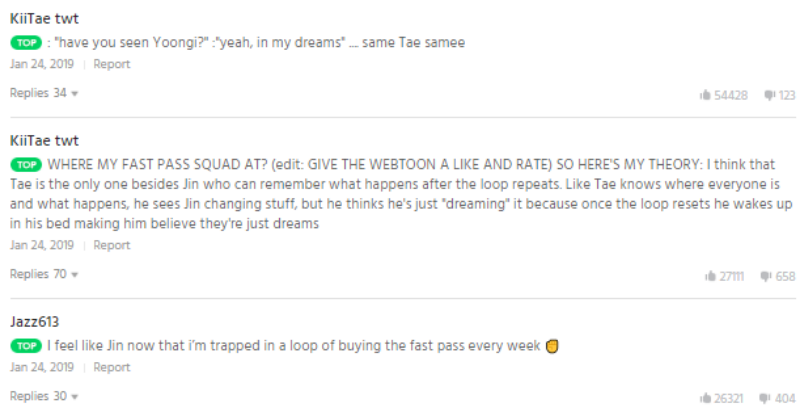 KiiTae twt
TOP : "have you seen Yoongi?" :"yeah, in my dreams" .... same Tae samee
Jan 24, 2019 | Report
Replies 34
54428 123
KiiTae twt
TOP WHERE MY FAST PASS SQUAD AT? (edit: GIVE THE WEBTOON A LIKE AND RATE) SO HERE'S MY THEORY: I think that
Tae is the only one besides Jin who can remember what happens after the loop repeats. Like Tae knows where everyone is
and what happens, he sees Jin changing stuff, but he thinks he's just "dreaming" it because once the loop resets he wakes up
in his bed making him believe they're just dreams
Jan 24, 2019 | Report
Replies 70
27111 658
Jazz613
TOP I feel like Jin now that i'm trapped in a loop of buying the fast pass every week ✊
Jan 24, 2019 | Report
Replies 30
26321 404